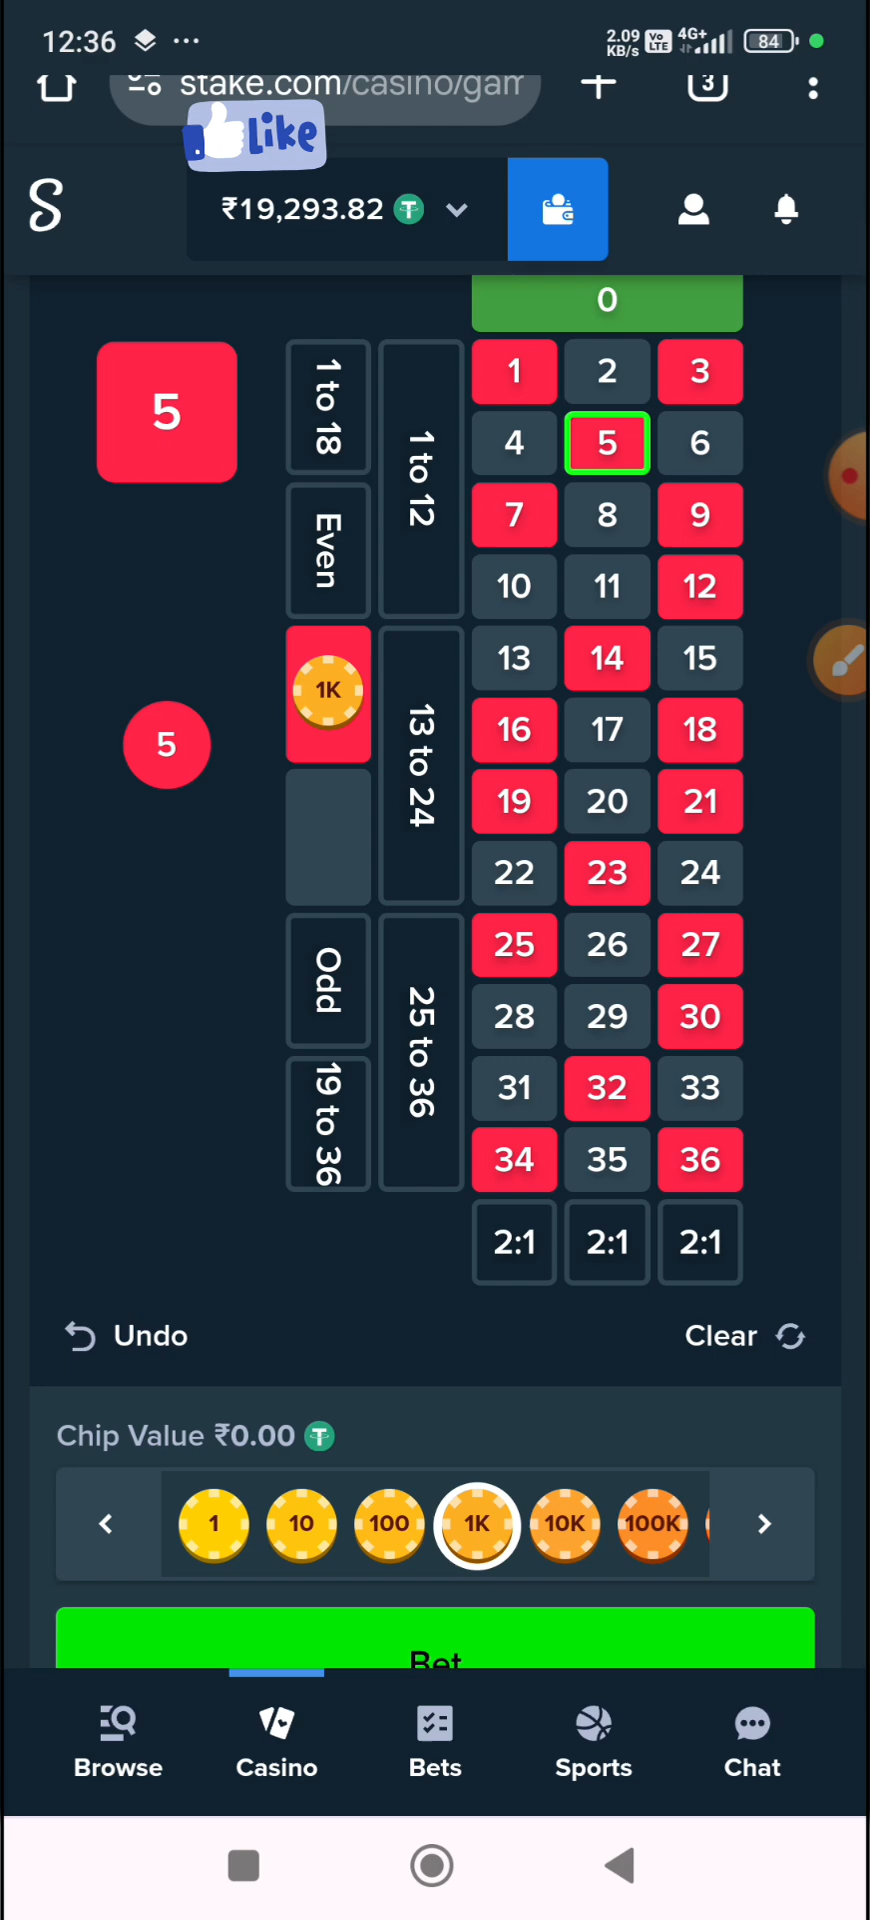 12:36
2.09 KB/s
Vo LTE
4G+
84
stake.com/casino/gam
3
Like
S
₹19,293.82
0
5
1 to 18
Even
Odd
19 to 36
1K
5
1 to 12
13 to 24
25 to 36
1 2 3
4 5 6
7 8 9
10 11 12
13 14 15
16 17 18
19 20 21
22 23 24
25 26 27
28 29 30
31 32 33
34 35 36
2:1 2:1 2:1
Undo
Clear
Chip Value ₹0.00
1 10 100 1K 10K 100K
Bet
Browse
Casino
Bets
Sports
Chat